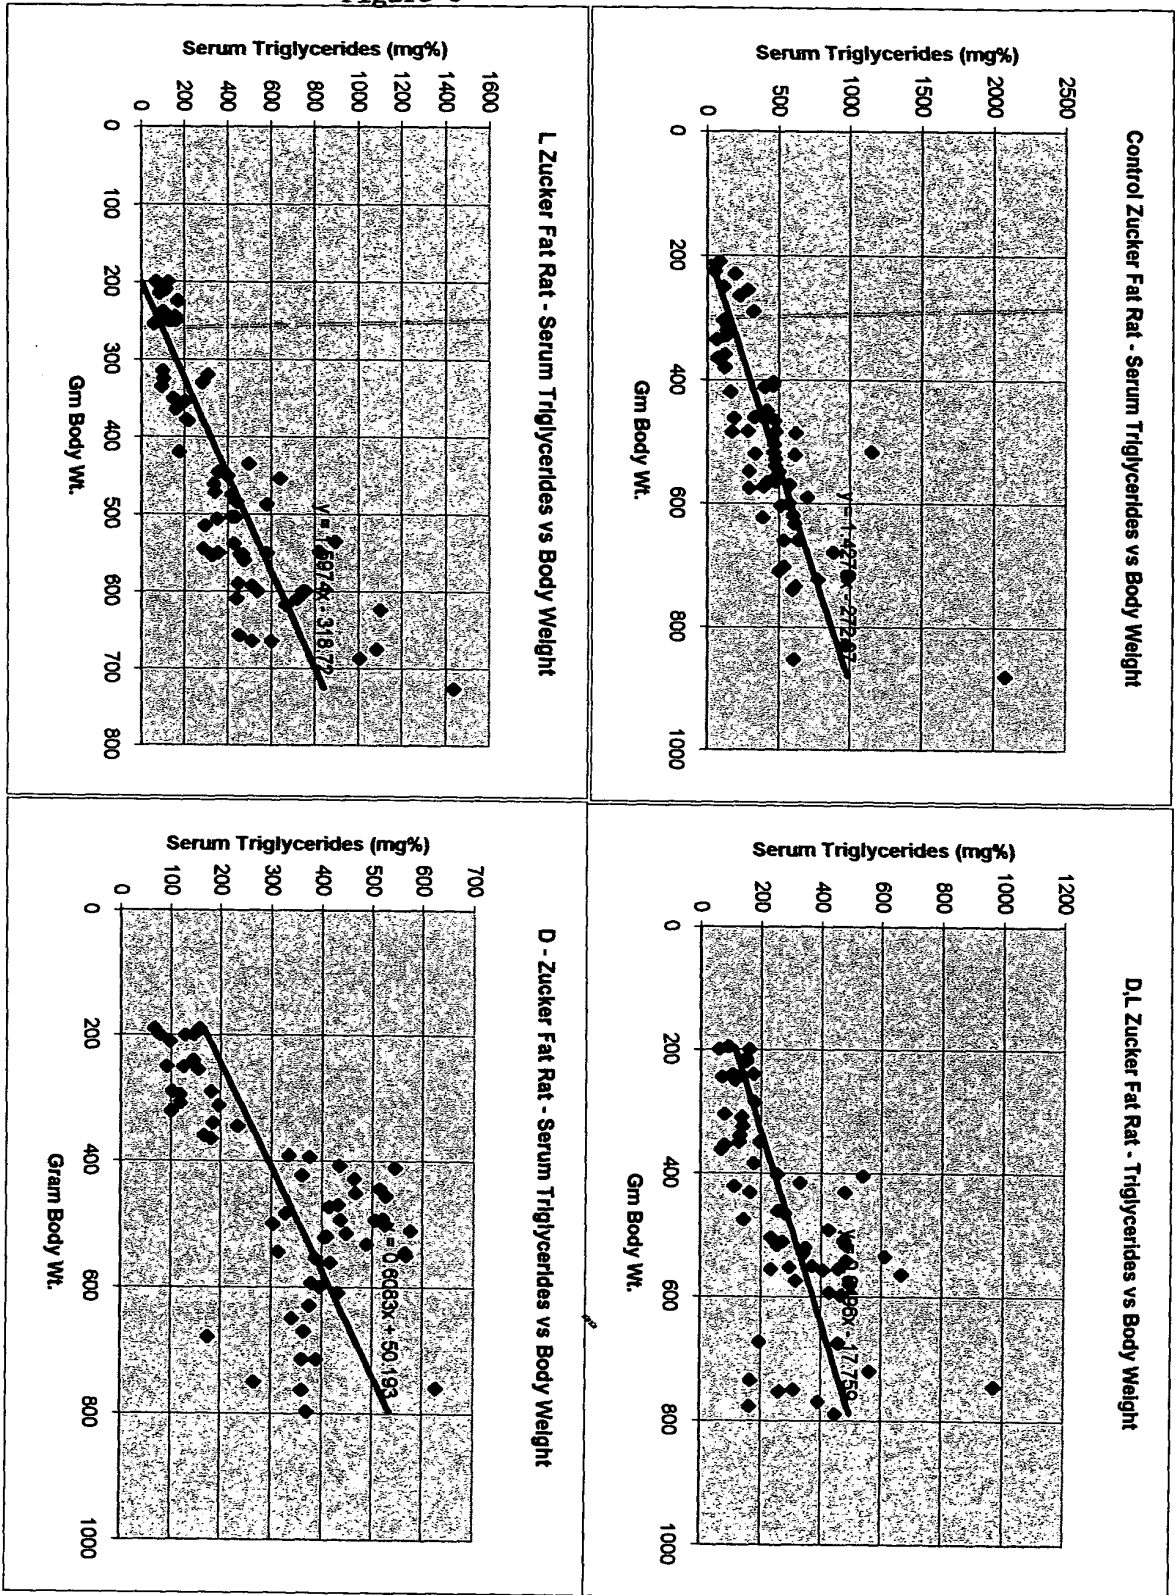 Figure
Control Zucker Fat Rat - Serum Triglycerides vs Body Weight
Serum Triglycerides (mg%)
2500
2000
1500
1000
500
0
0 200 400 600 800 1000
Gm Body Wt.
D,L Zucker Fat Rat - Triglycerides vs Body Weight
Serum Triglycerides (mg%)
1200
1000
800
600
400
200
0
- 17.759
0 200 400 600 800 1000
Gm Body Wt.
L Zucker Fat Rat - Serum Triglycerides vs Body Weight
Serum Triglycerides (mg%)
1600
1400
1200
1000
800
600
400
200
0
y = 1.5974x - 318.72
0 100 200 300 400 500 600 700 800
Gm Body Wt.
D - Zucker Fat Rat - Serum Triglycerides vs Body Weight
Serum Triglycerides (mg%)
700
600
500
400
300
200
100
0
= 0.6083x + 50.193
0 200 400 600 800 1000
Gram Body Wt.